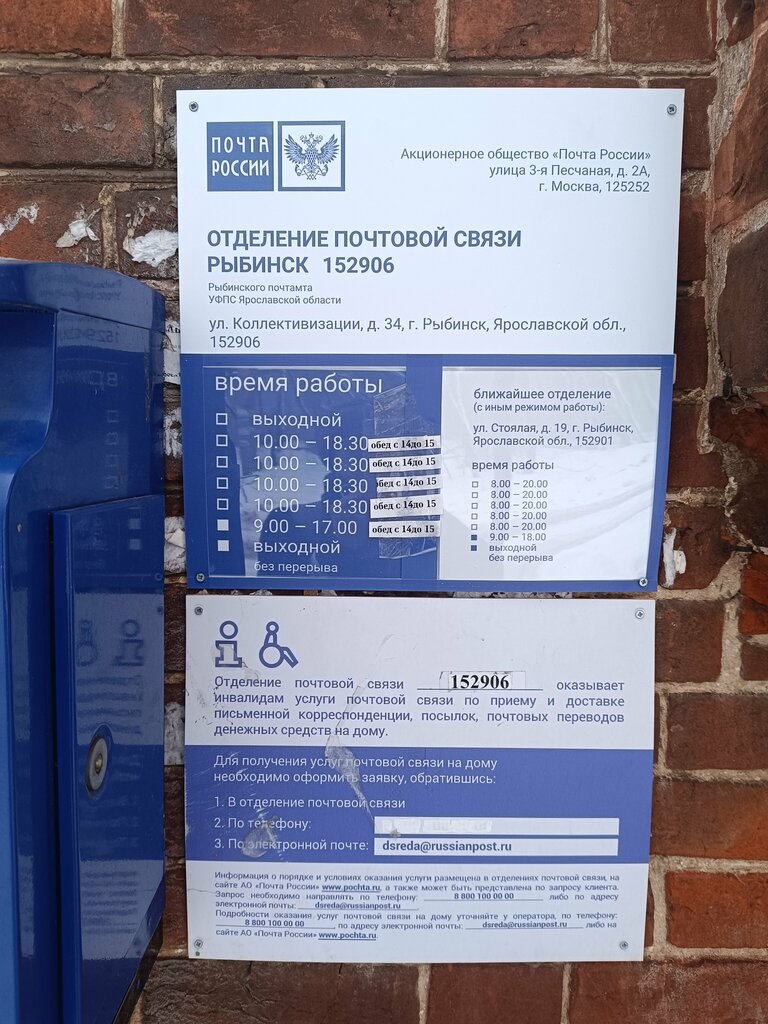 ПОЧТА
РОССИИ
Акционерное общество «Почта России»
улица 3-я Песчаная, д. 2А,
г. Москва, 125252
ОТДЕЛЕНИЕ ПОЧТОВОЙ СВЯЗИ
РЫБИНСК 152906
Рыбинского почтамта
УФПС Ярославской области
ул. Коллективизации, д. 34, г. Рыбинск, Ярославской обл.,
152906
время работы
выходной
10.00 – 18.30 обед с 14до 15
10.00 – 18.30 обед с 14до 15
10.00 – 18.30 обед с 14до 15
10.00 – 18.30 обед с 14до 15
9.00 – 17.00 обед с 14до 15
выходной
без перерыва
ближайшее отделение
(с иным режимом работы):
ул. Стоялая, д. 19, г. Рыбинск,
Ярославской обл., 152901
время работы
8.00 – 20.00
8.00 – 20.00
8.00 – 20.00
8.00 – 20.00
8.00 – 20.00
9.00 – 18.00
выходной
без перерыва
Отделение почтовой связи 152906 оказывает
инвалидам услуги почтовой связи по приему и доставке
письменной корреспонденции, посылок, почтовых переводов
денежных средств на дому.
Для получения услуг почтовой связи на дому
необходимо оформить заявку, обратившись:
1. В отделение почтовой связи
2. По телефону:
3. По электронной почте: dsreda@russianpost.ru
Информация о порядке и условиях оказания услуги размещена в отделениях почтовой связи, на
сайте АО «Почта России» www.pochta.ru, а также может быть представлена по запросу клиента.
Запрос необходимо направлять по телефону: 8 800 100 00 00 либо по адресу
электронной почты: dsreda@russianpost.ru
Подробности оказания услуг почтовой связи на дому уточняйте у оператора, по телефону:
8 800 100 00 00 по адресу электронной почты: dsreda@russianpost.ru либо на
сайте АО «Почта России» www.pochta.ru.